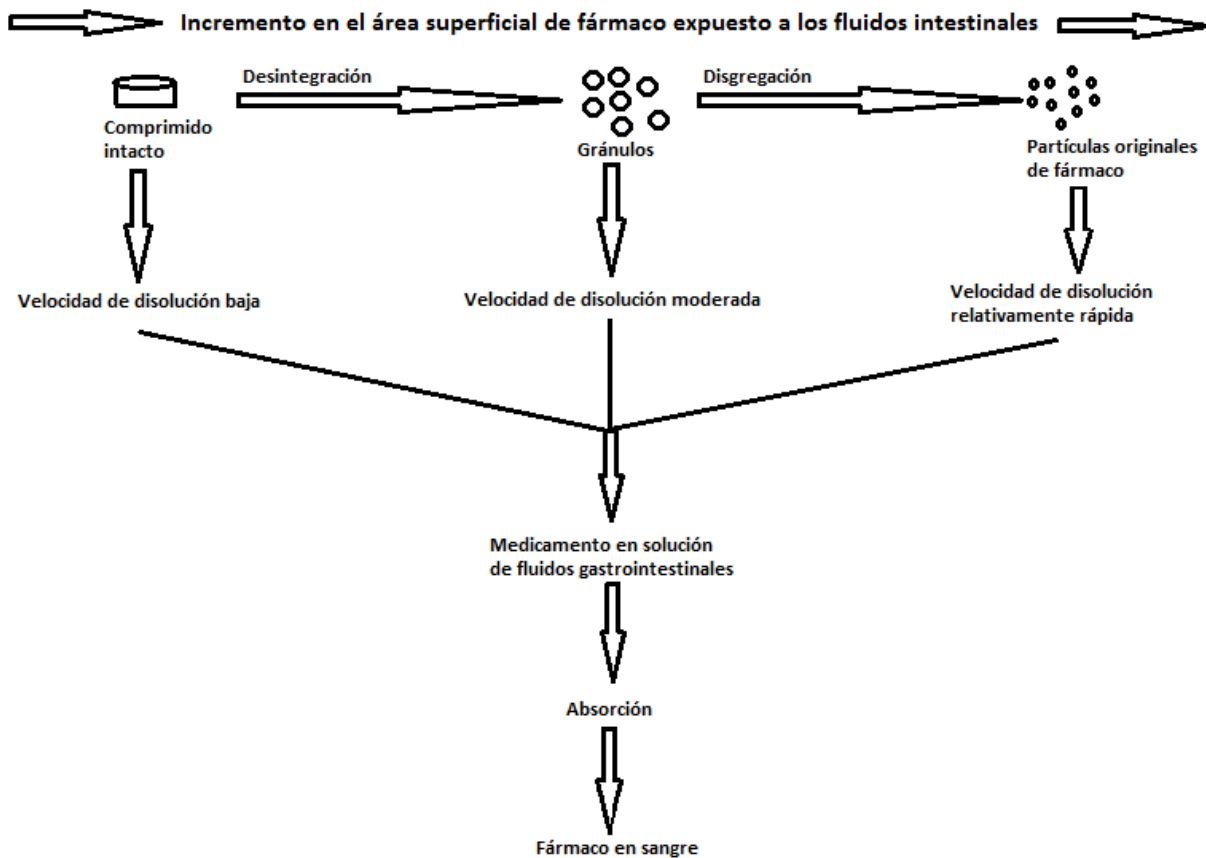 Incremento en el área superficial de fármaco expuesto a los fluidos intestinales
Desintegración
Disgregación
Comprimido
intacto
Gránulos
Partículas originales
de fármaco
Velocidad de disolución baja
Velocidad de disolución moderada
Velocidad de disolución
relativamente rápida
Medicamento en solución
de fluidos gastrointestinales
Absorción
Fármaco en sangre